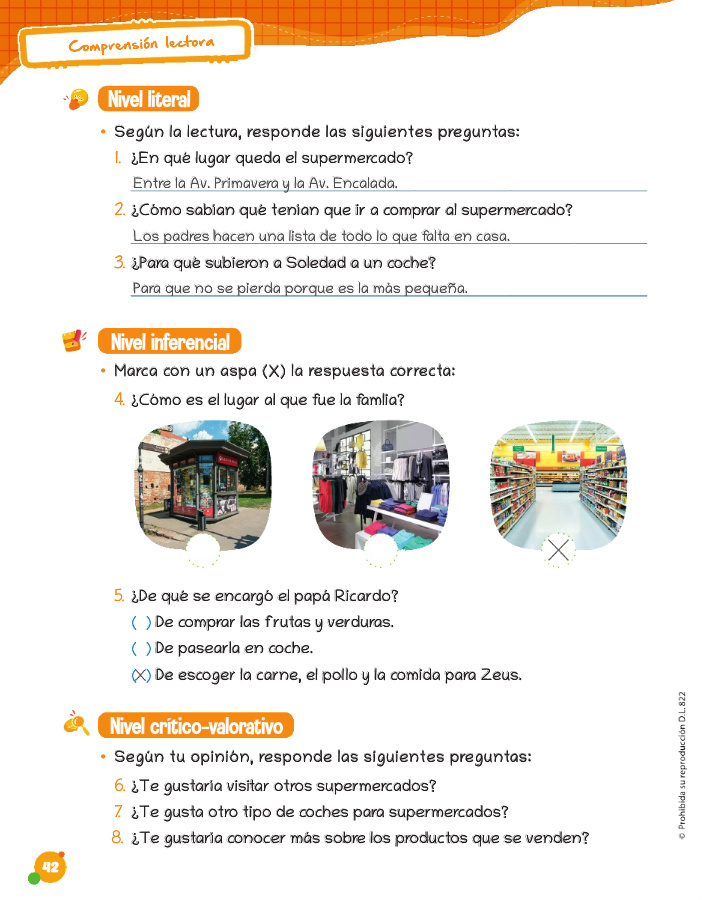 Comprensión lectora
Nivel literal
• Según la lectura, responde las siguientes preguntas:
1. ¿En qué lugar queda el supermercado?
Entre la Av. Primavera y la Av. Encalada.
2. ¿Cómo sabían qué tenían que ir a comprar al supermercado?
Los padres hacen una lista de todo lo que falta en casa.
3. ¿Para qué subieron a Soledad a un coche?
Para que no se pierda porque es la más pequeña.
Nivel inferencial
• Marca con un aspa (X) la respuesta correcta:
4. ¿Cómo es el lugar al que fue la famlia?
X
5. ¿De qué se encargó el papá Ricardo?
( ) De comprar las frutas y verduras.
( ) De pasearla en coche.
(X) De escoger la carne, el pollo y la comida para Zeus.
Nivel crítico-valorativo
• Según tu opinión, responde las siguientes preguntas:
6. ¿Te gustaría visitar otros supermercados?
7. ¿Te gusta otro tipo de coches para supermercados?
8. ¿Te gustaría conocer más sobre los productos que se venden?
42
© Prohibida su reproducción D.L. 822